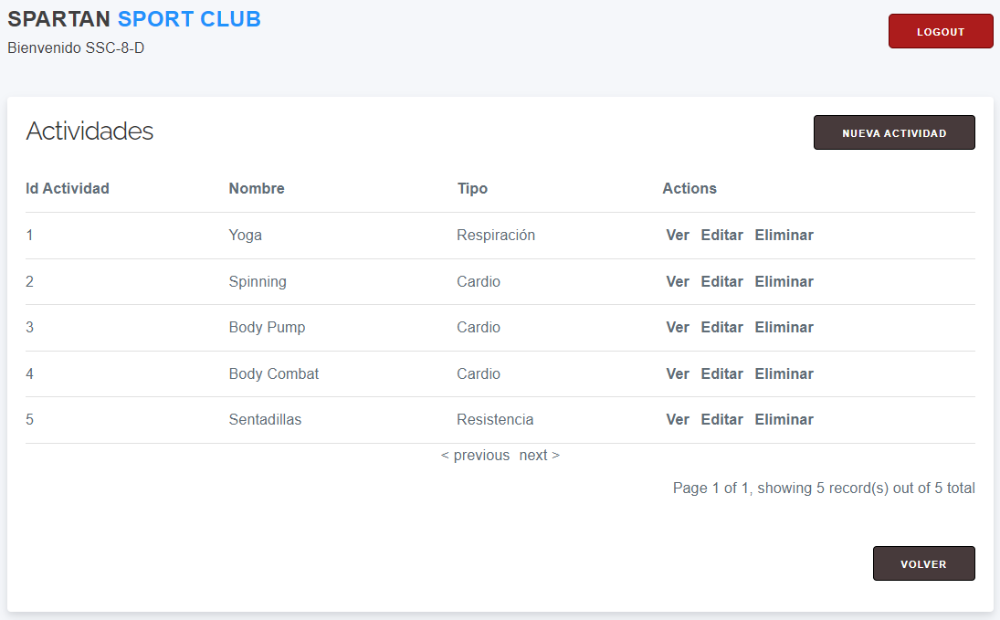 SPARTAN SPORT CLUB
Bienvenido SSC-8-D
LOGOUT
Actividades
NUEVA ACTIVIDAD
Id Actividad Nombre Tipo Actions
1 Yoga Respiración Ver Editar Eliminar
2 Spinning Cardio Ver Editar Eliminar
3 Body Pump Cardio Ver Editar Eliminar
4 Body Combat Cardio Ver Editar Eliminar
5 Sentadillas Resistencia Ver Editar Eliminar
< previous next >
Page 1 of 1, showing 5 record(s) out of 5 total
VOLVER